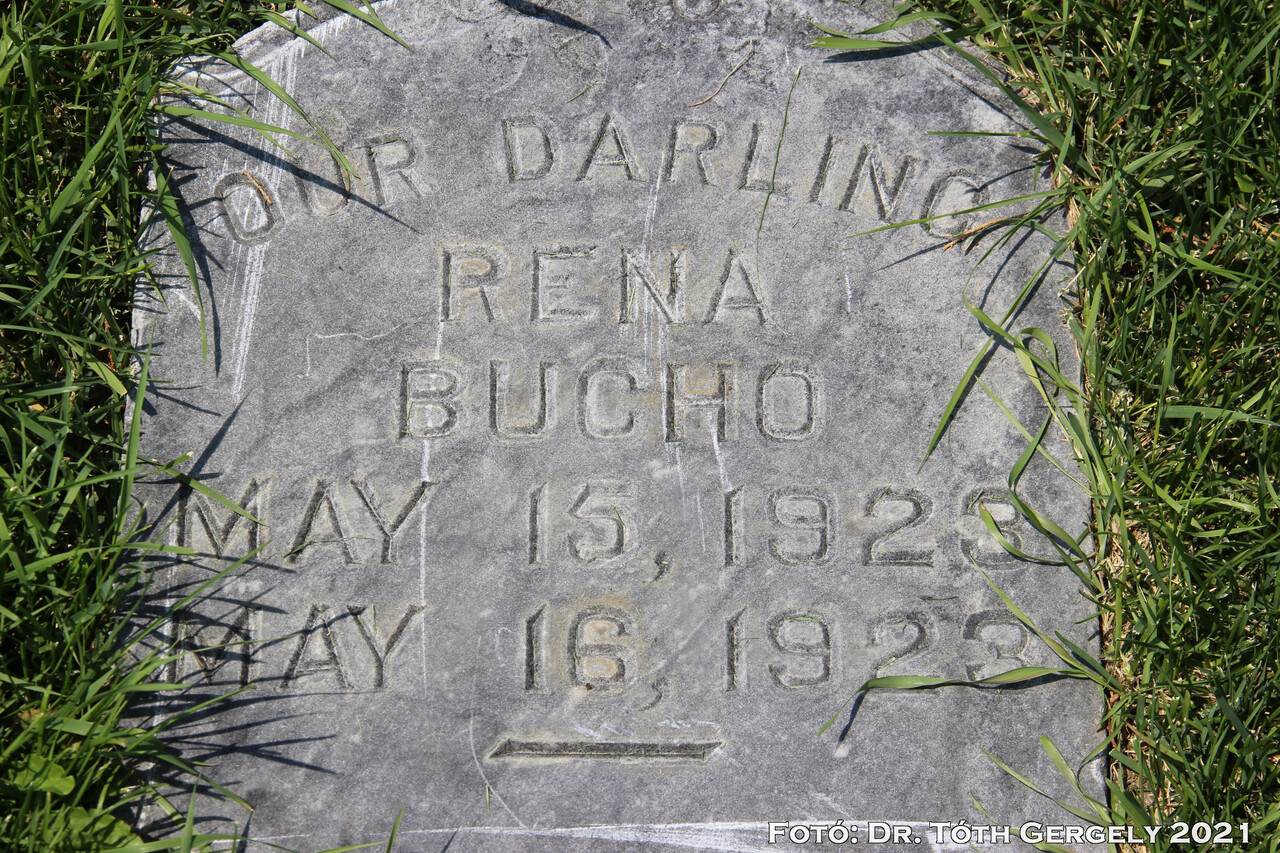 OUR DARLING
RENA
BUCHO
MAY 15, 1923
MAY 16, 1923
FOTÓ: DR. TÓTH GERGELY 2021